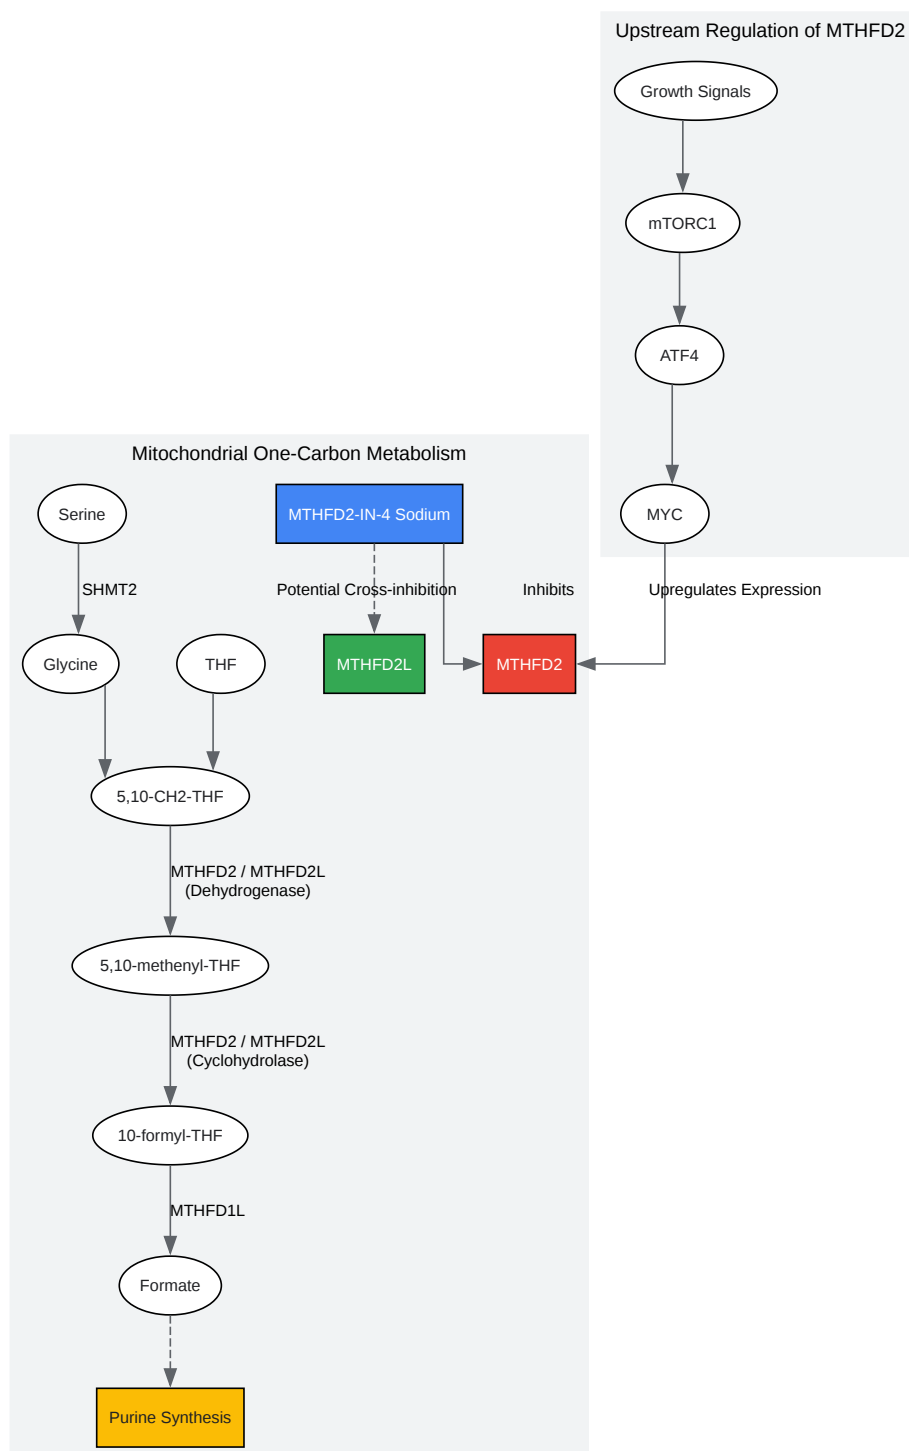 Upstream Regulation of MTHFD2
Growth Signals
mTORC1
ATF4
MYC
Upregulates Expression
Mitochondrial One-Carbon Metabolism
Serine
MTHFD2-IN-4 Sodium
SHMT2
Potential Cross-inhibition
Inhibits
Glycine
THF
MTHFD2L
MTHFD2
5,10-CH2-THF
MTHFD2 / MTHFD2L
(Dehydrogenase)
5,10-methenyl-THF
MTHFD2 / MTHFD2L
(Cyclohydrolase)
10-formyl-THF
MTHFD1L
Formate
Purine Synthesis